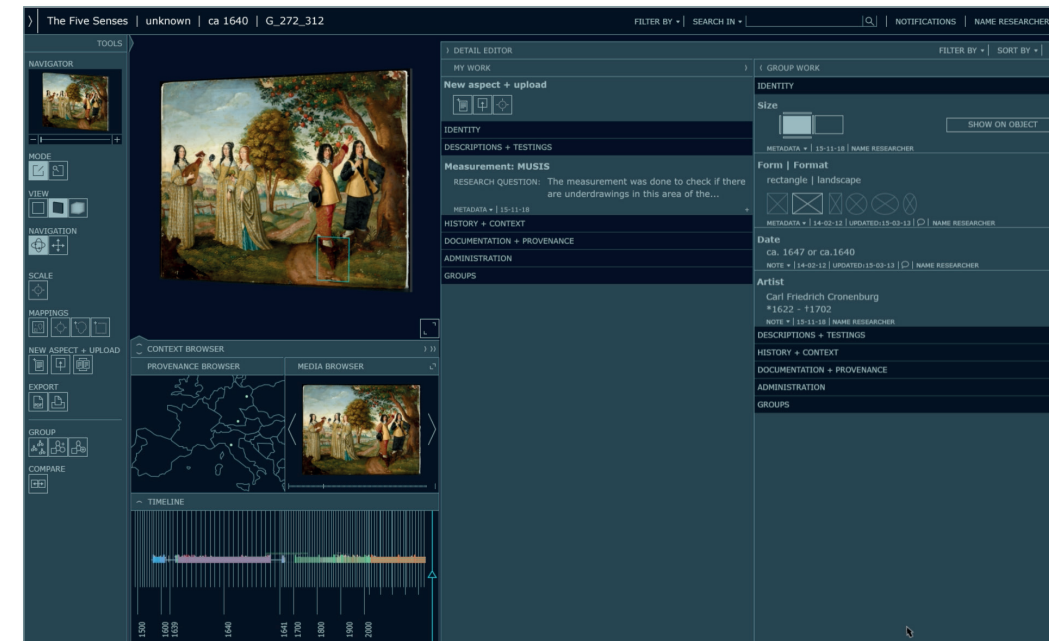 The Five Senses | unknown | ca 1640 | G_272_312
FILTER BY
SEARCH IN
NOTIFICATIONS
NAME RESEARCHER
TOOLS
NAVIGATOR
MODE
VIEW
NAVIGATION
SCALE
MAPPINGS
NEW ASPECT + UPLOAD
EXPORT
GROUP
COMPARE
CONTEXT BROWSER
PROVENANCE BROWSER
MEDIA BROWSER
TIMELINE
1500
1600
1639
1640
1641
1700
1800
1900
2000
DETAIL EDITOR
FILTER BY
SORT BY
MY WORK
New aspect + upload
IDENTITY
DESCRIPTIONS + TESTINGS
Measurement: MUSIS
RESEARCH QUESTION: The measurement was done to check if there
are underdrawings in this area of the...
METADATA | 15-11-18
HISTORY + CONTEXT
DOCUMENTATION + PROVENANCE
ADMINISTRATION
GROUPS
GROUP WORK
IDENTITY
Size
SHOW ON OBJECT
METADATA | 15-11-18 | NAME RESEARCHER
Form | Format
rectangle | landscape
METADATA | 14-02-12 | UPDATED:15-03-13 | NAME RESEARCHER
Date
ca. 1647 or ca.1640
NOTE | 14-02-12 | UPDATED:15-03-13 | NAME RESEARCHER
Artist
Carl Friedrich Cronenburg
*1622 - †1702
NOTE | 15-11-18 | NAME RESEARCHER
DESCRIPTIONS + TESTINGS
HISTORY + CONTEXT
DOCUMENTATION + PROVENANCE
ADMINISTRATION
GROUPS